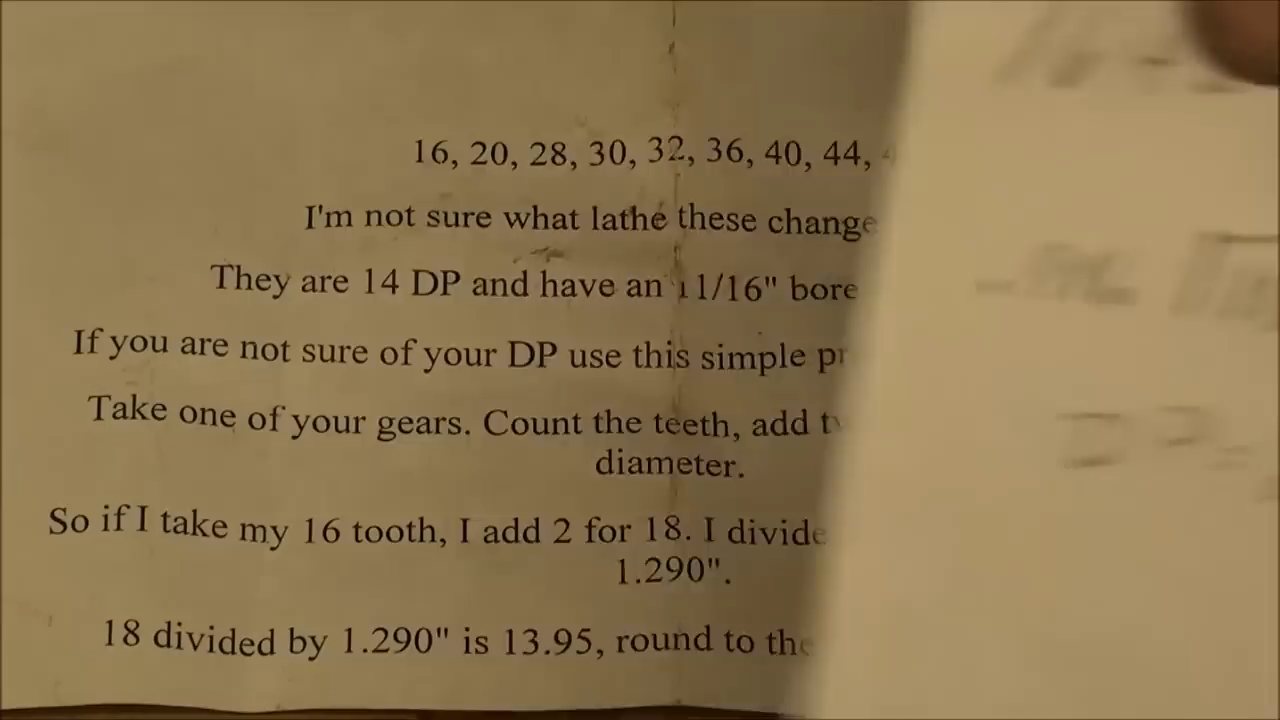 16, 20, 28, 30, 32, 36, 40, 44,
I'm not sure what lathe these change
They are 14 DP and have an 11/16" bore
If you are not sure of your DP use this simple
Take one of your gears. Count the teeth, add
diameter.
So if I take my 16 tooth, I add 2 for 18. I divide
1.290".
18 divided by 1.290" is 13.95, round to the